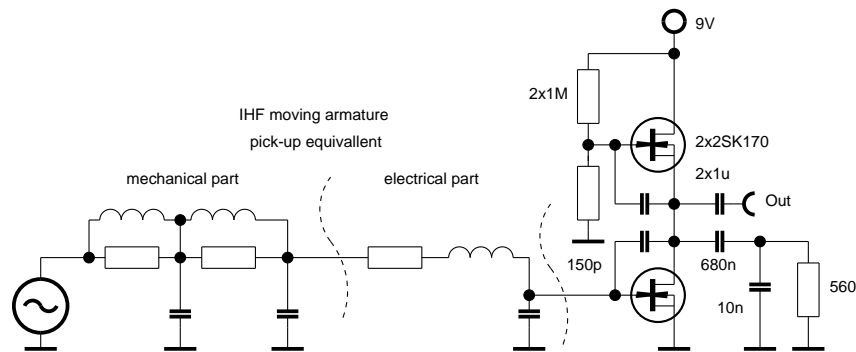 9V
2x1M
IHF moving armature
pick-up equivallent
2x2SK170
2x1u
mechanical part
electrical part
Out
150p
680n
10n
560